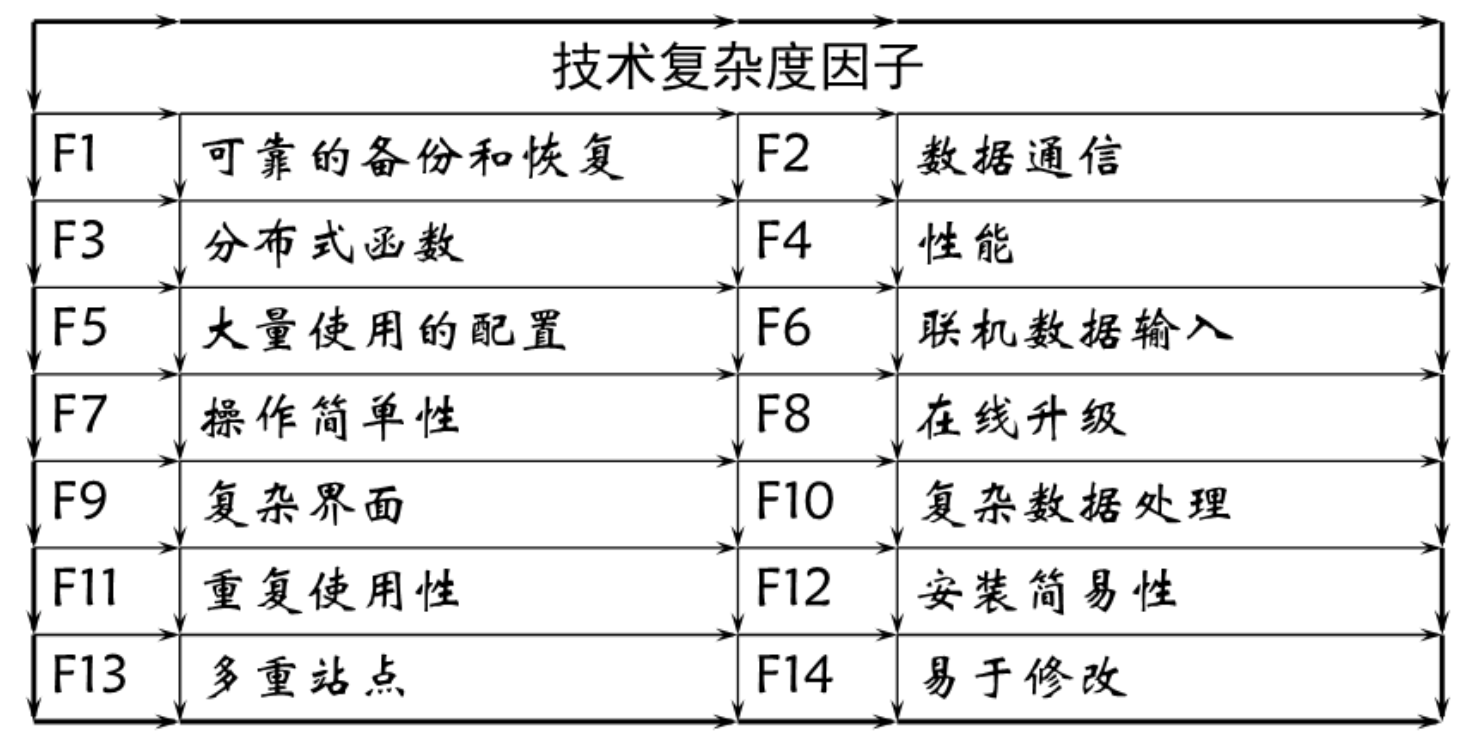 技术复杂度因子
F1 可靠的备份和恢复 F2 数据通信
F3 分布式函数 F4 性能
F5 大量使用的配置 F6 联机数据输入
F7 操作简单性 F8 在线升级
F9 复杂界面 F10 复杂数据处理
F11 重复使用性 F12 安装简易性
F13 多重站点 F14 易于修改